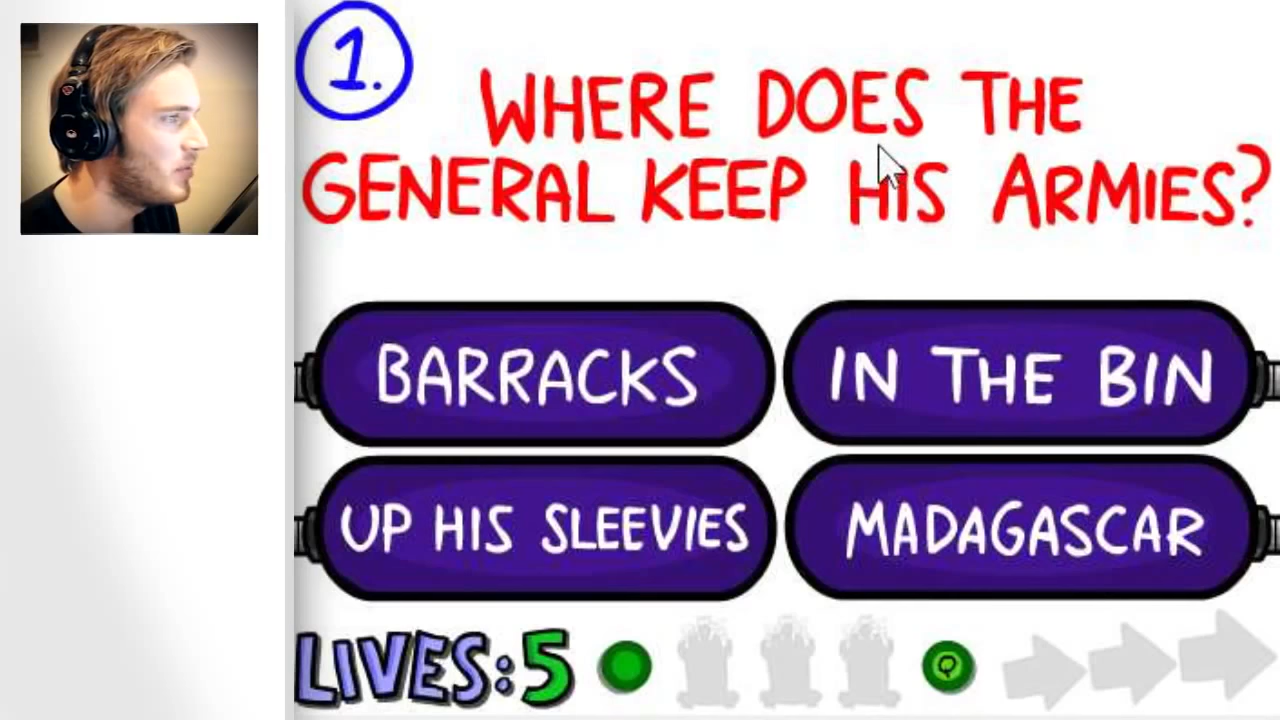 1.
WHERE DOES THE
GENERAL KEEP HIS ARMIES?
BARRACKS
IN THE BIN
UP HIS SLEEVIES
MADAGASCAR
LIVES:5